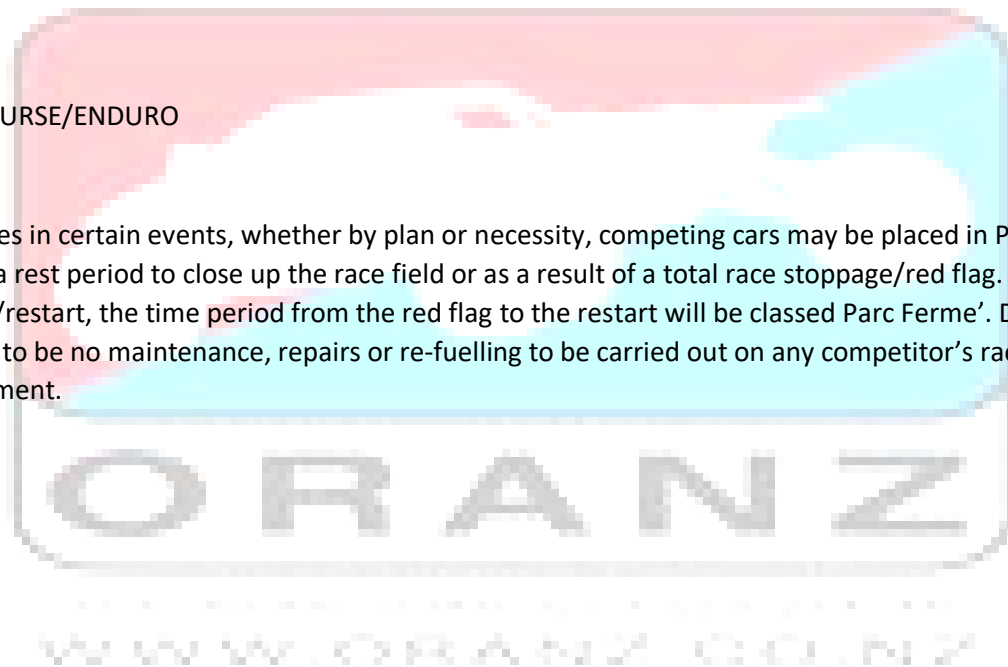 URSE/ENDURO
es in certain events, whether by plan or necessity, competing cars may be placed in P
a rest period to close up the race field or as a result of a total race stoppage/red flag.
/restart, the time period from the red flag to the restart will be classed Parc Ferme’. D
to be no maintenance, repairs or re-fuelling to be carried out on any competitor’s ra
ment.
ORANZ
WWW.ORANZ.CO.NZ